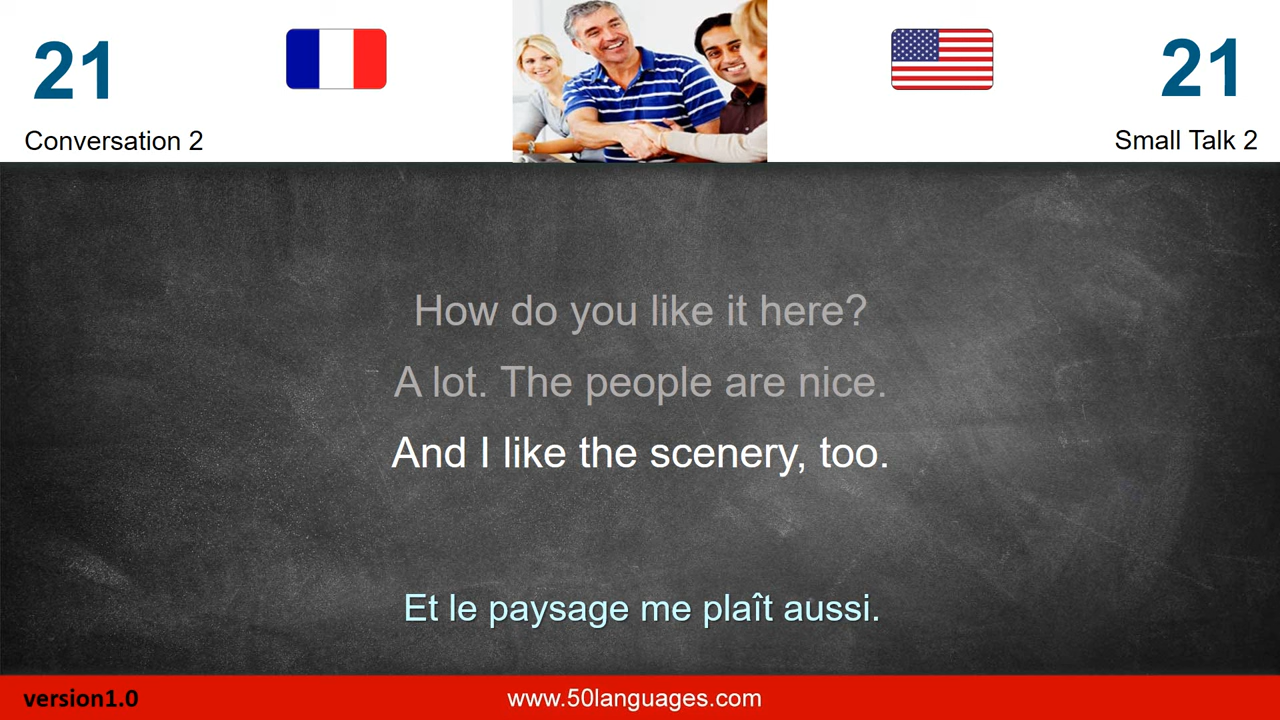 21
21
Conversation 2
Small Talk 2
How do you like it here?
A lot. The people are nice.
And I like the scenery, too.
Et le paysage me plaît aussi.
version1.0
www.50languages.com